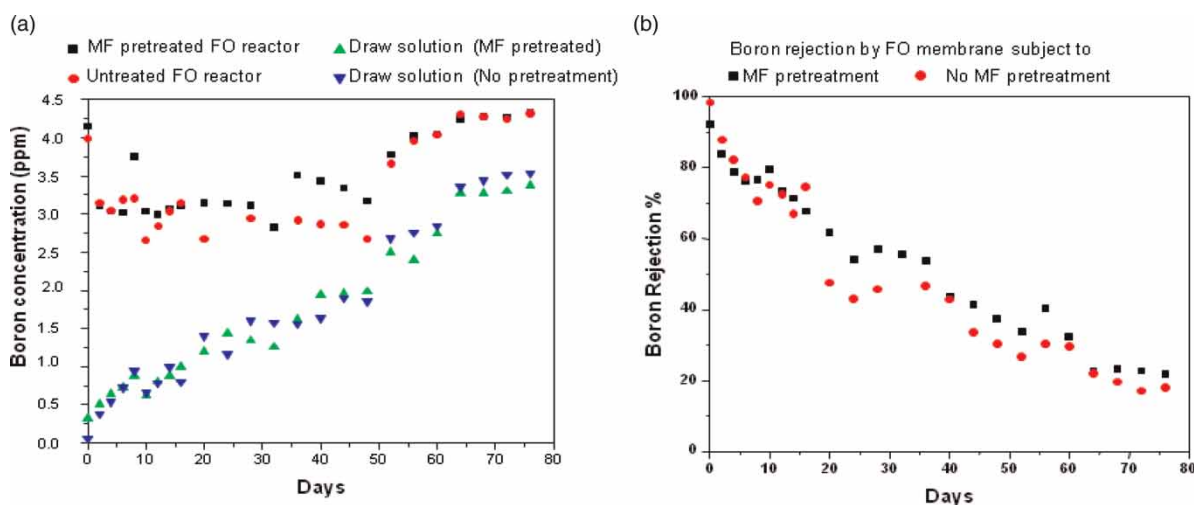 (a)
MF pretreated FO reactor Draw solution (MF pretreated)
Untreated FO reactor Draw solution (No pretreatment)
4.5
4.0
3.5
3.0
2.5
2.0
1.5
1.0
0.5
0.0
Boron concentration (ppm)
0 10 20 30 40 50 60 70 80
Days
(b)
Boron rejection by FO membrane subject to
MF pretreatment No MF pretreatment
100
80
60
40
20
0
Boron Rejection %
0 10 20 30 40 50 60 70 80
Days